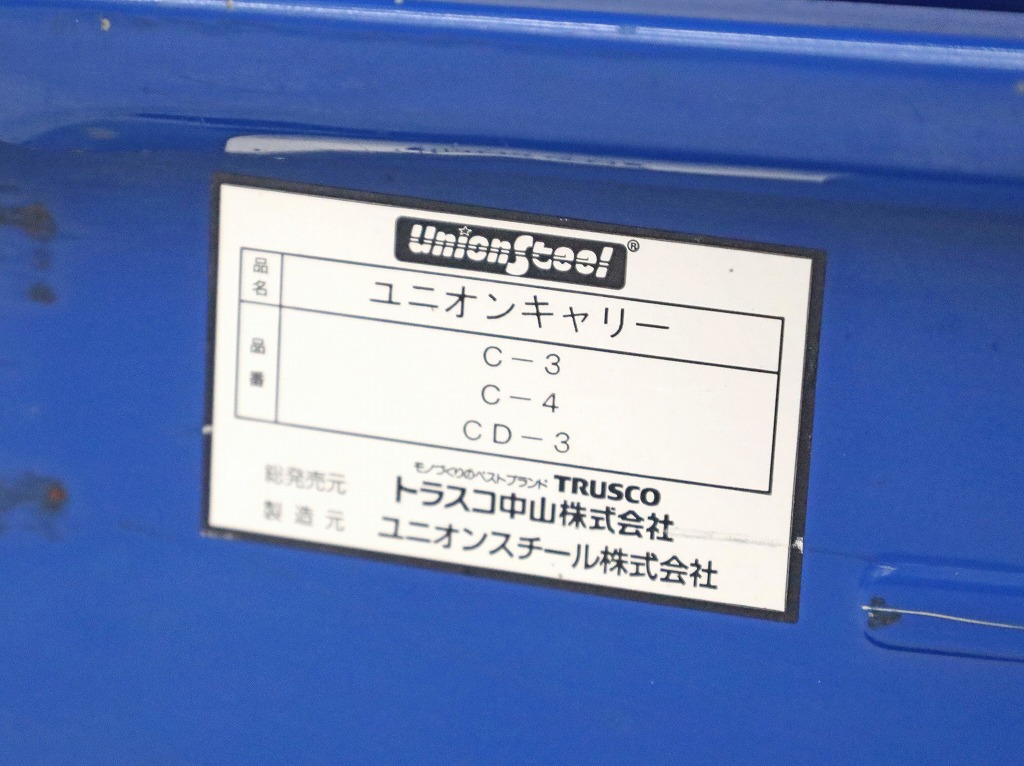 UnionSteel®
品名 ユニオンキャリー
品番 C-3
C-4
CD-3
モノづくりのベストブランド TRUSCO
総発売元 トラスコ中山株式会社
製造元 ユニオンスチール株式会社